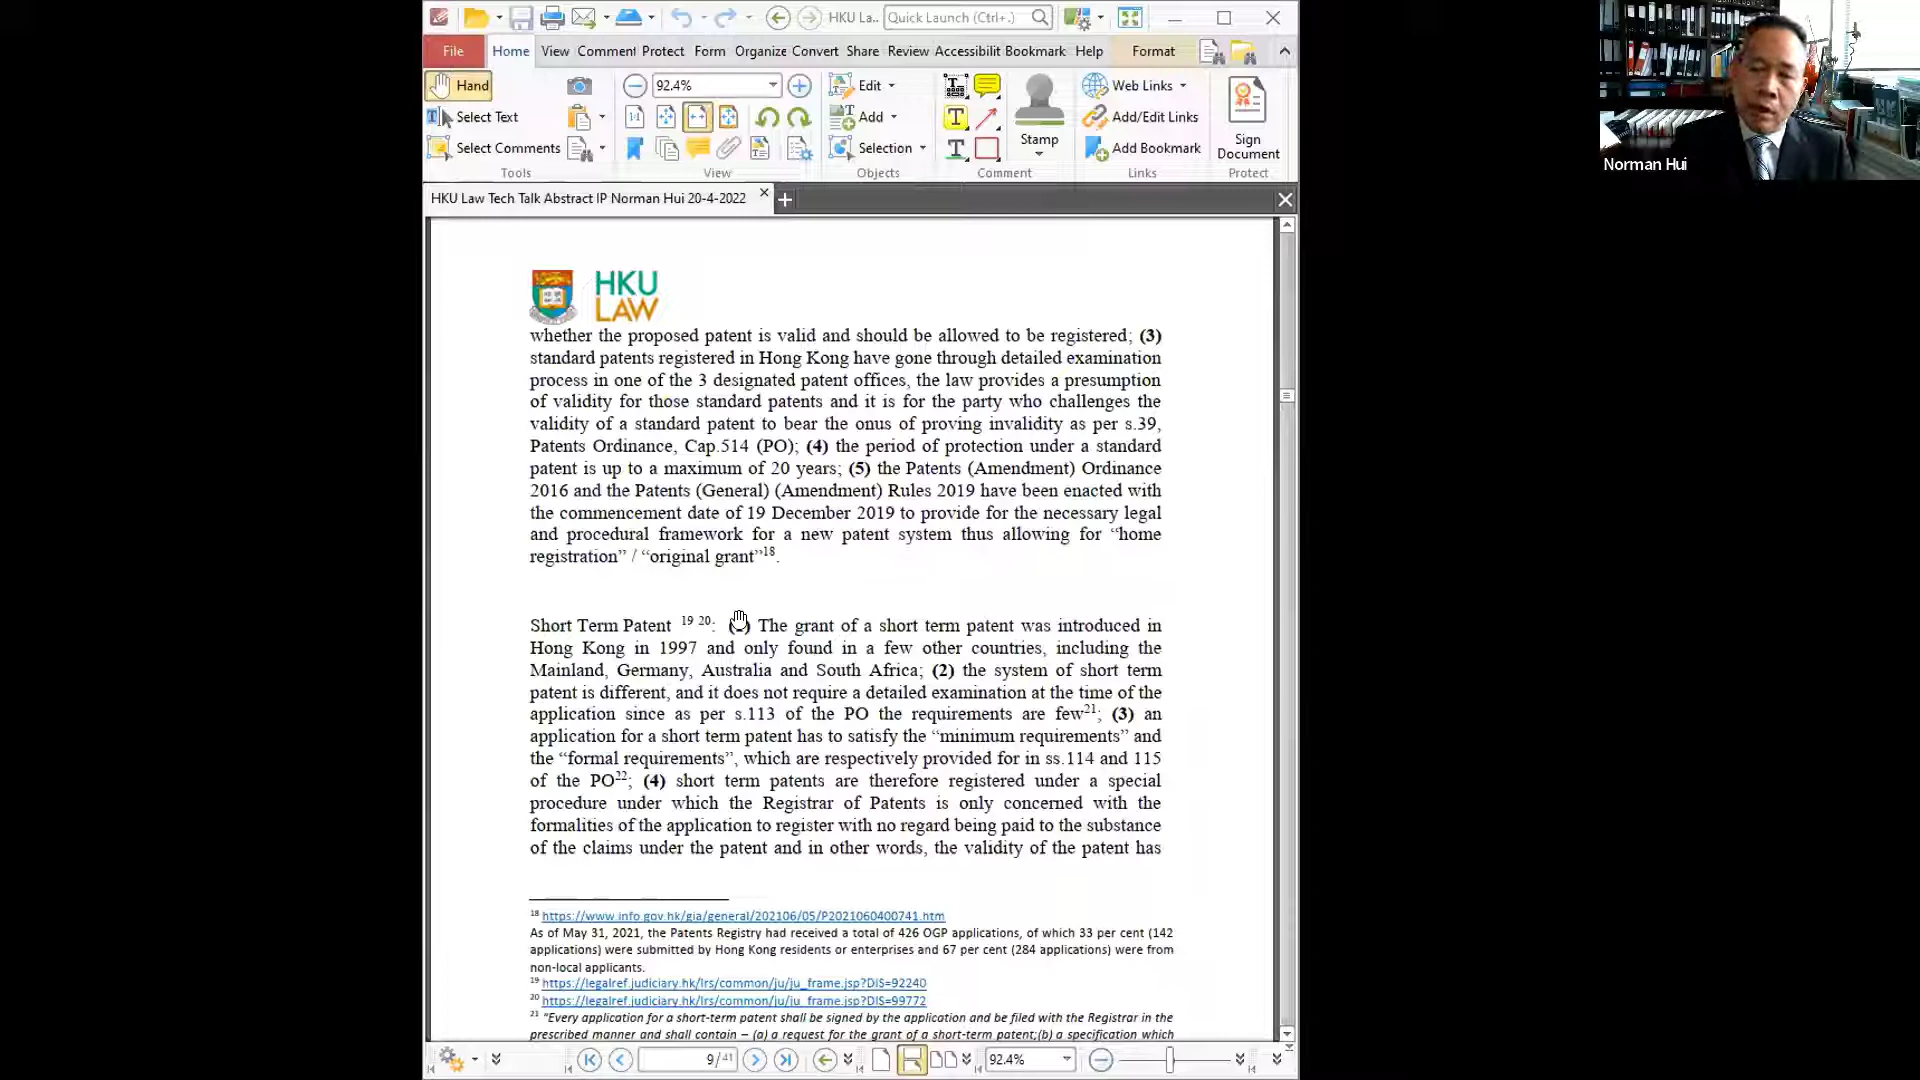 HKU La..
Quick Launch (Ctrl+.)
File Home View Comment Protect Form Organize Convert Share Review Accessibilit Bookmark Help Format
Hand
Select Text
Select Comments
Tools
92.4%
View
Edit
Add
Selection
Objects
Stamp
Comment
Web Links
Add/Edit Links
Add Bookmark
Links
Sign
Document
Protect
Norman Hui
HKU Law Tech Talk Abstract IP Norman Hui 20-4-2022
HKU
LAW
whether the proposed patent is valid and should be allowed to be registered; (3)
standard patents registered in Hong Kong have gone through detailed examination
process in one of the 3 designated patent offices, the law provides a presumption
of validity for those standard patents and it is for the party who challenges the
validity of a standard patent to bear the onus of proving invalidity as per s.39,
Patents Ordinance, Cap.514 (PO); (4) the period of protection under a standard
patent is up to a maximum of 20 years; (5) the Patents (Amendment) Ordinance
2016 and the Patents (General) (Amendment) Rules 2019 have been enacted with
the commencement date of 19 December 2019 to provide for the necessary legal
and procedural framework for a new patent system thus allowing for “home
registration” / “original grant”18.
Short Term Patent 19 20: The grant of a short term patent was introduced in
Hong Kong in 1997 and only found in a few other countries, including the
Mainland, Germany, Australia and South Africa; (2) the system of short term
patent is different, and it does not require a detailed examination at the time of the
application since as per s.113 of the PO the requirements are few21; (3) an
application for a short term patent has to satisfy the “minimum requirements” and
the “formal requirements”, which are respectively provided for in ss.114 and 115
of the PO22; (4) short term patents are therefore registered under a special
procedure under which the Registrar of Patents is only concerned with the
formalities of the application to register with no regard being paid to the substance
of the claims under the patent and in other words, the validity of the patent has
18 https://www.info.gov.hk/gia/general/202106/05/P2021060400741.htm
As of May 31, 2021, the Patents Registry had received a total of 426 OGP applications, of which 33 per cent (142
applications) were submitted by Hong Kong residents or enterprises and 67 per cent (284 applications) were from
non-local applicants.
19 https://legalref.judiciary.hk/lrs/common/ju/ju_frame.jsp?DIS=92240
20 https://legalref.judiciary.hk/lrs/common/ju/ju_frame.jsp?DIS=99772
21 “Every application for a short-term patent shall be signed by the application and be filed with the Registrar in the
prescribed manner and shall contain – (a) a request for the grant of a short-term patent;(b) a specification which
9/41
92.4%